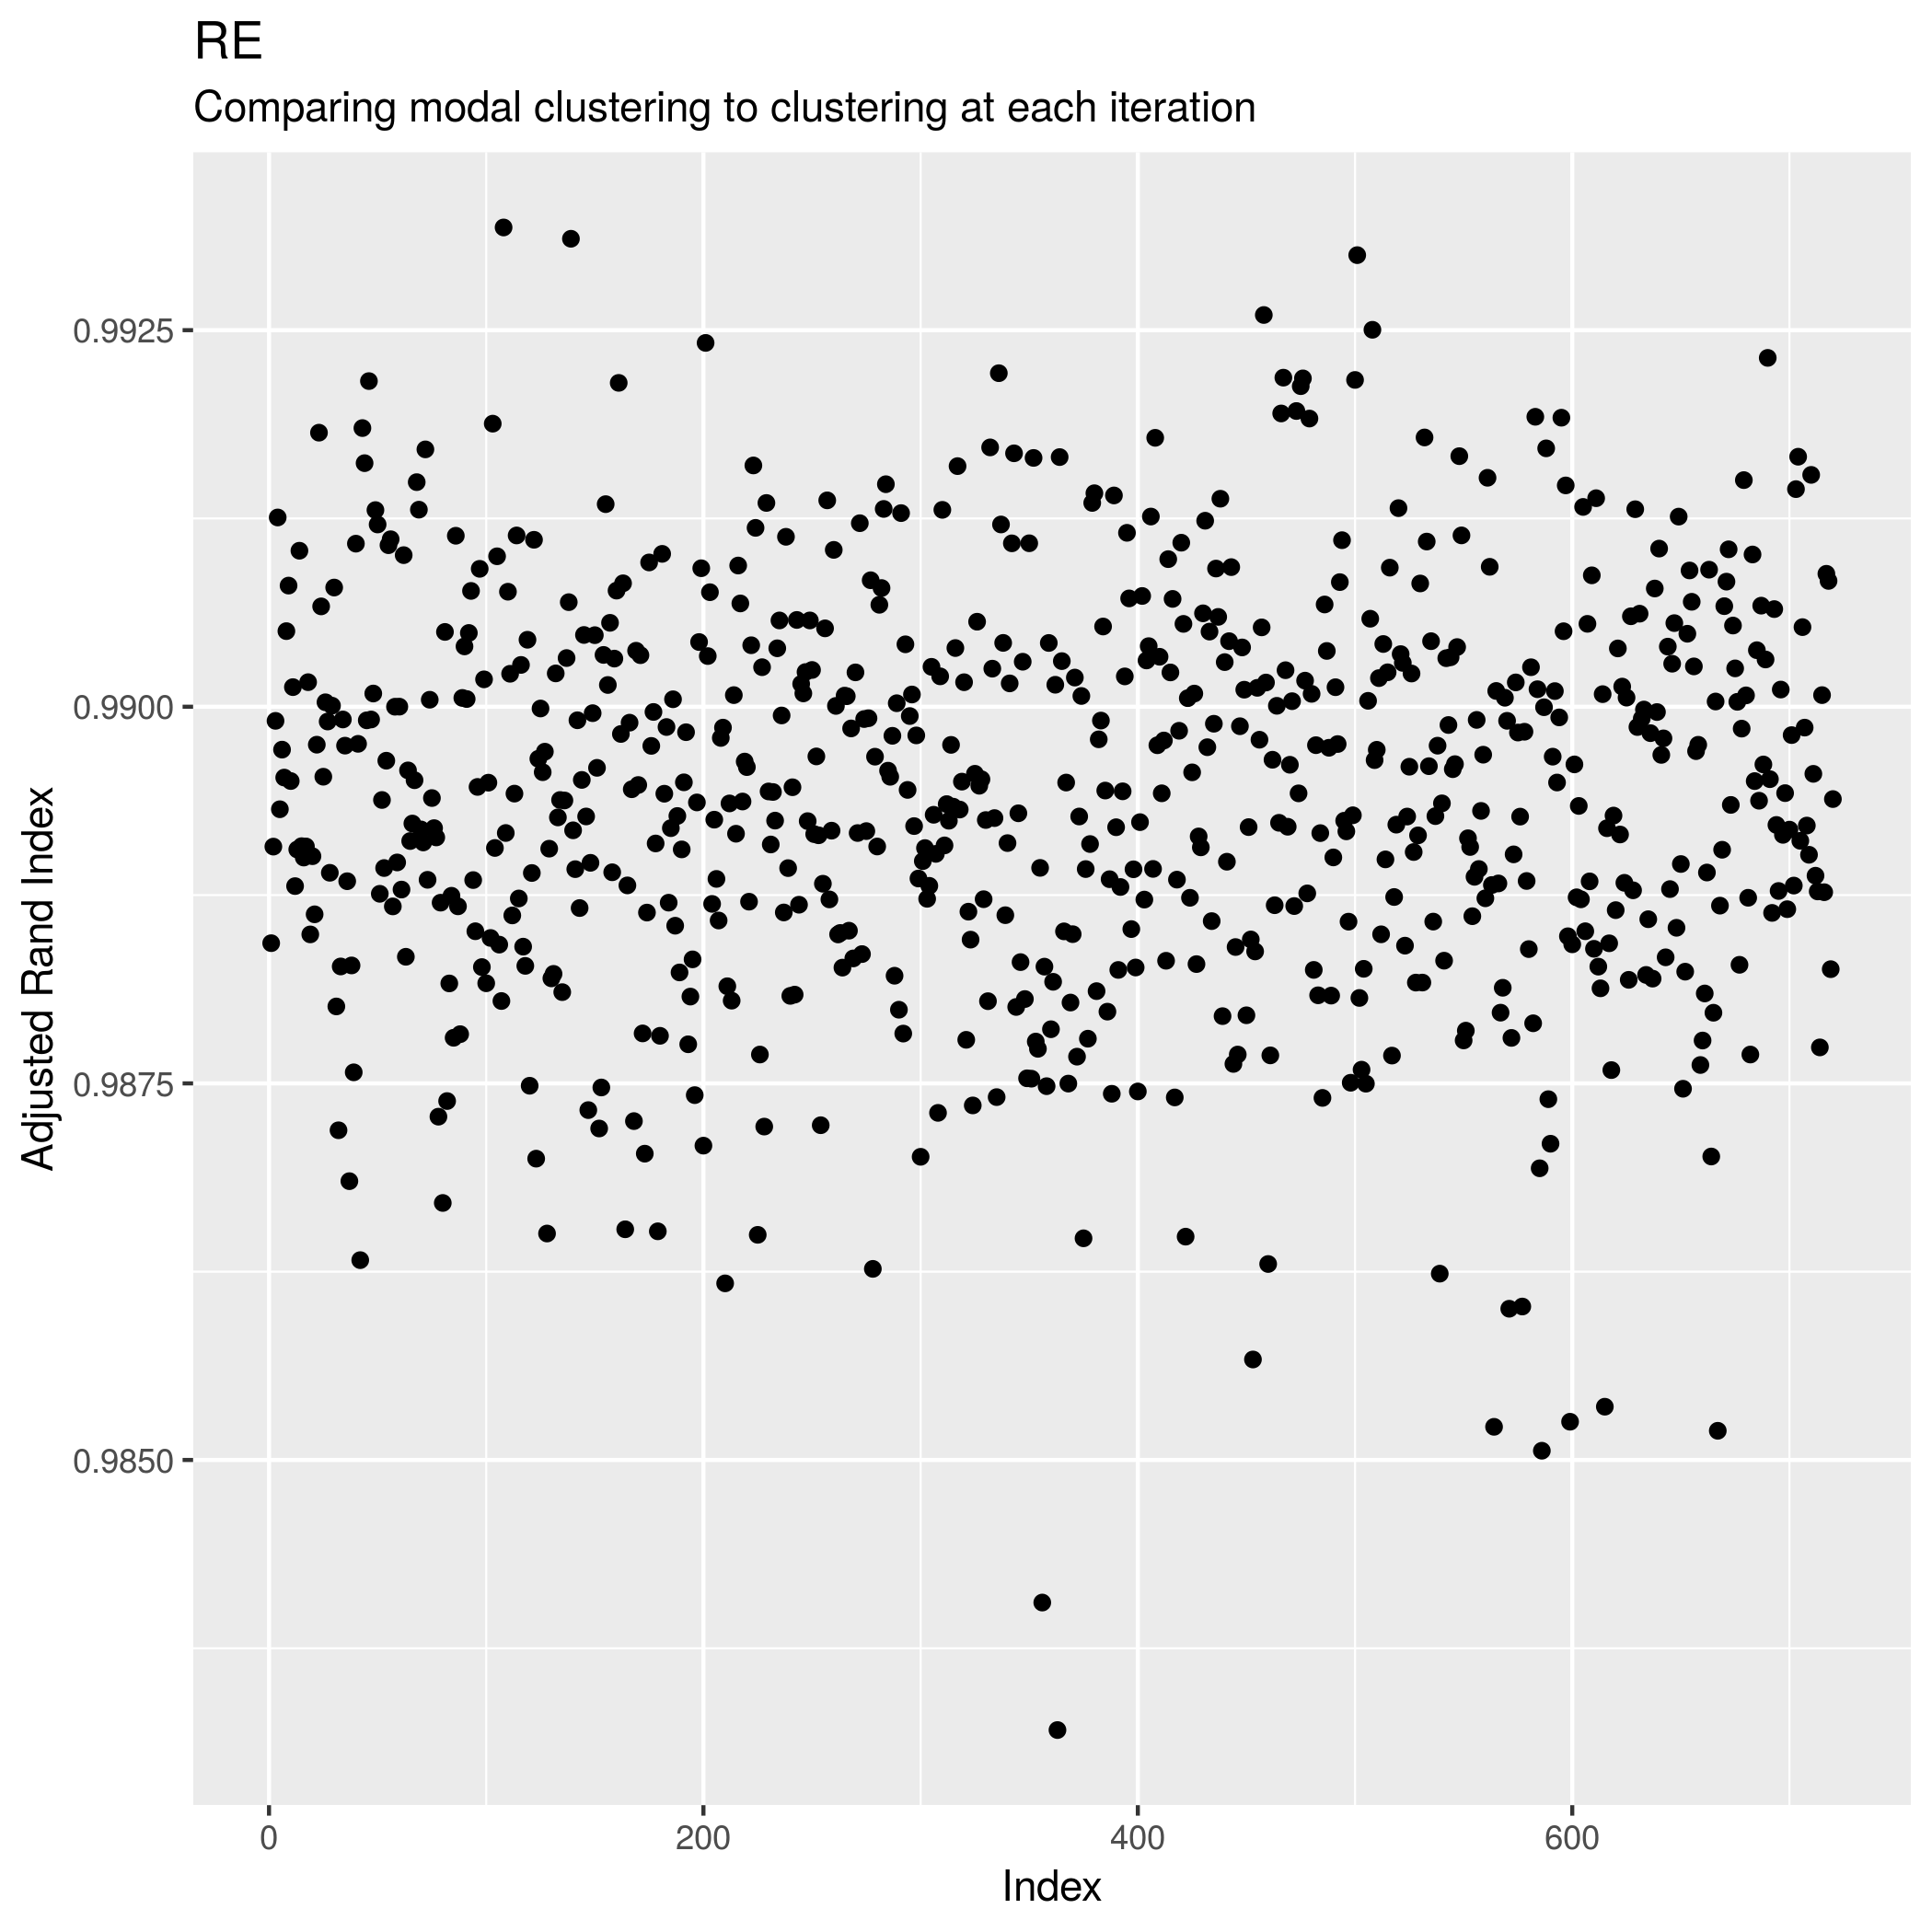 RE
Comparing modal clustering to clustering at each iteration
Adjusted Rand Index
0.9925
0.9900
0.9875
0.9850
0
200
400
600
Index